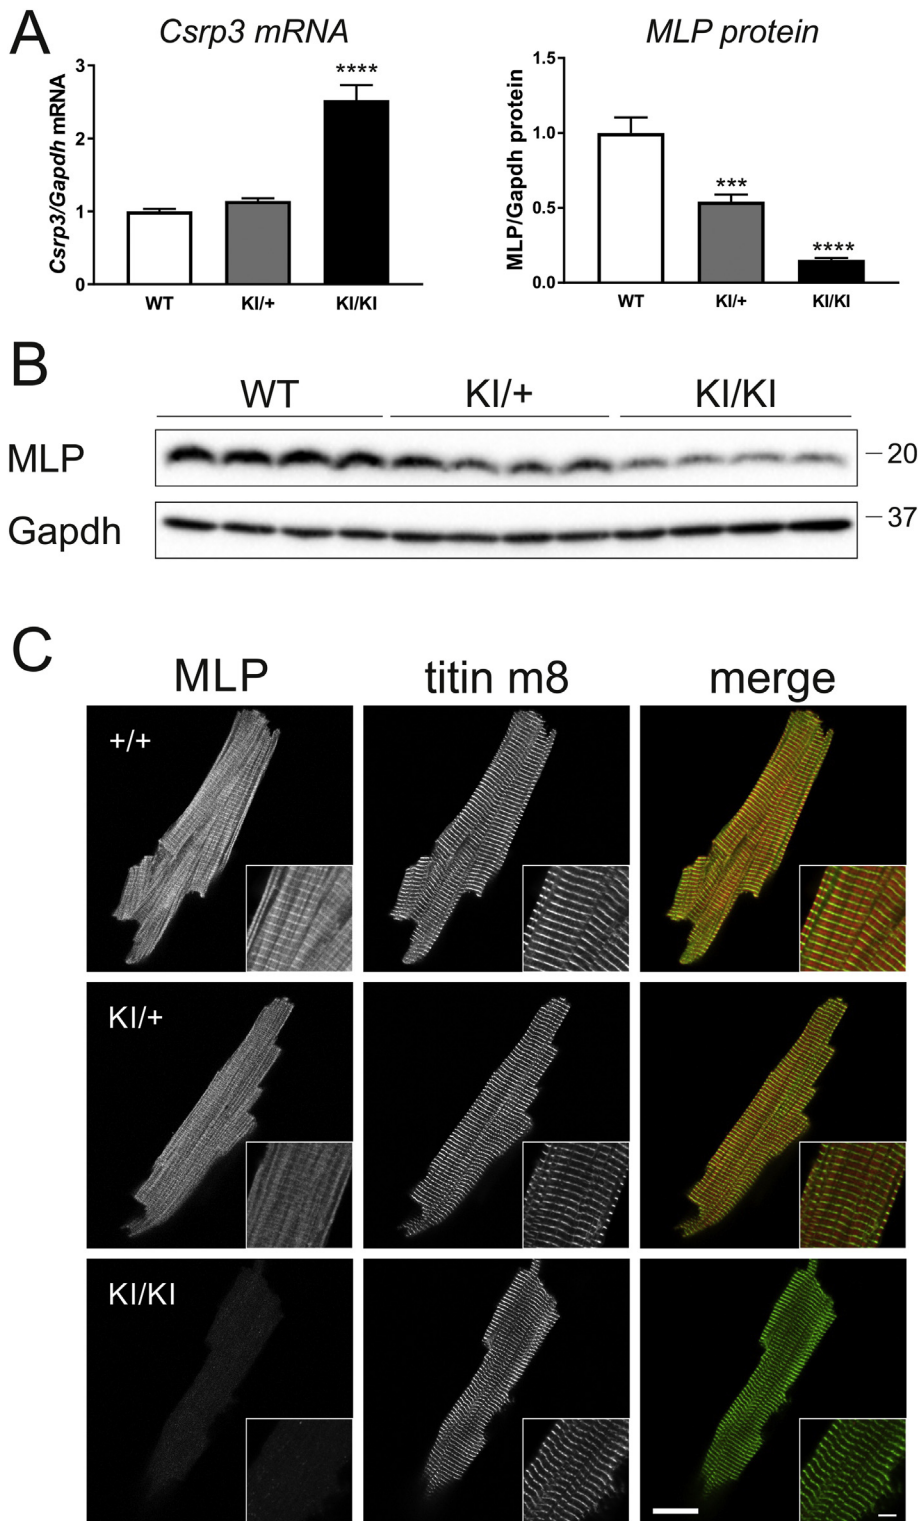 A
Csrp3 mRNA
Csrp3/Gapdh mRNA
3
2
1
0
****
WT
KI/+
KI/KI
MLP protein
MLP/Gapdh protein
1.5
1.0
0.5
0.0
***
****
WT
KI/+
KI/KI
B
WT
KI/+
KI/KI
MLP
20
Gapdh
37
C
MLP
titin m8
merge
+/+
KI/+
KI/KI